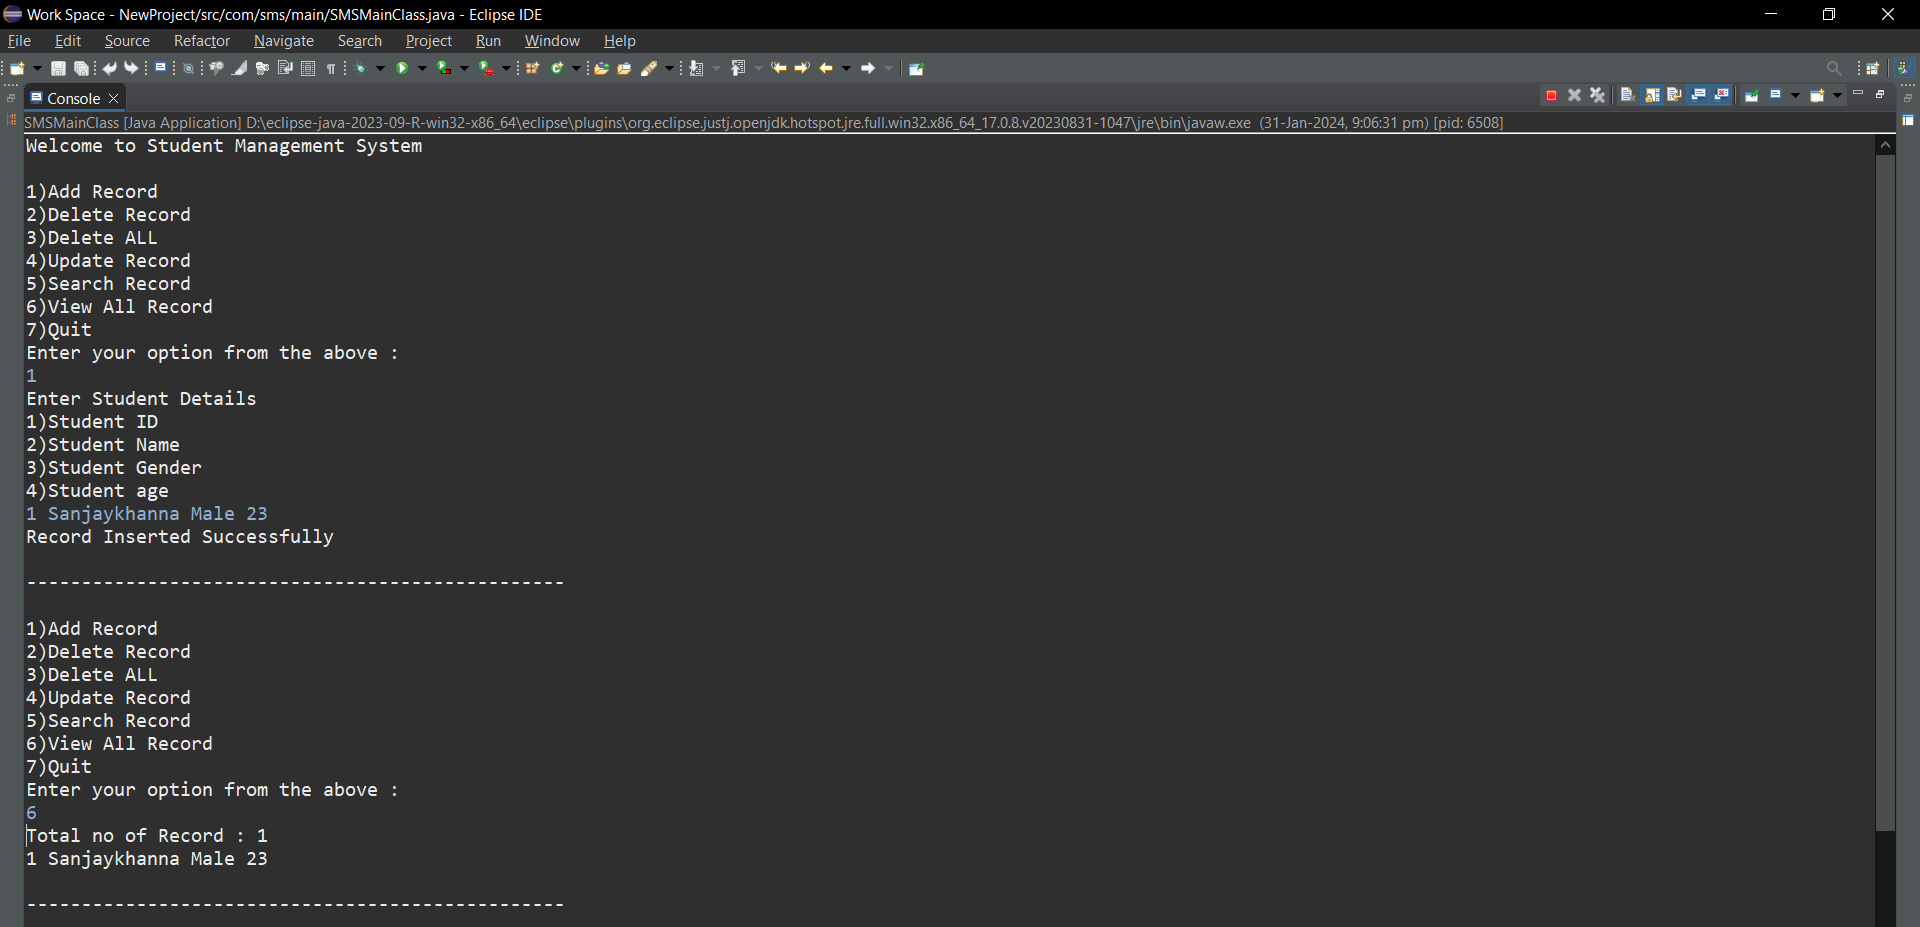 Work Space - NewProject/src/com/sms/main/SMSMainClass.java - Eclipse IDE
File Edit Source Refactor Navigate Search Project Run Window Help
Console
SMSMainClass [Java Application] D:\eclipse-java-2023-09-R-win32-x86_64\eclipse\plugins\org.eclipse.justj.openjdk.hotspot.jre.full.win32.x86_64_17.0.8.v20230831-1047\jre\bin\javaw.exe (31-Jan-2024, 9:06:31 pm) [pid: 6508]
Welcome to Student Management System
1)Add Record
2)Delete Record
3)Delete ALL
4)Update Record
5)Search Record
6)View All Record
7)Quit
Enter your option from the above :
1
Enter Student Details
1)Student ID
2)Student Name
3)Student Gender
4)Student age
1 Sanjaykhanna Male 23
Record Inserted Successfully
-------------------------------------------------
1)Add Record
2)Delete Record
3)Delete ALL
4)Update Record
5)Search Record
6)View All Record
7)Quit
Enter your option from the above :
6
Total no of Record : 1
1 Sanjaykhanna Male 23
-------------------------------------------------